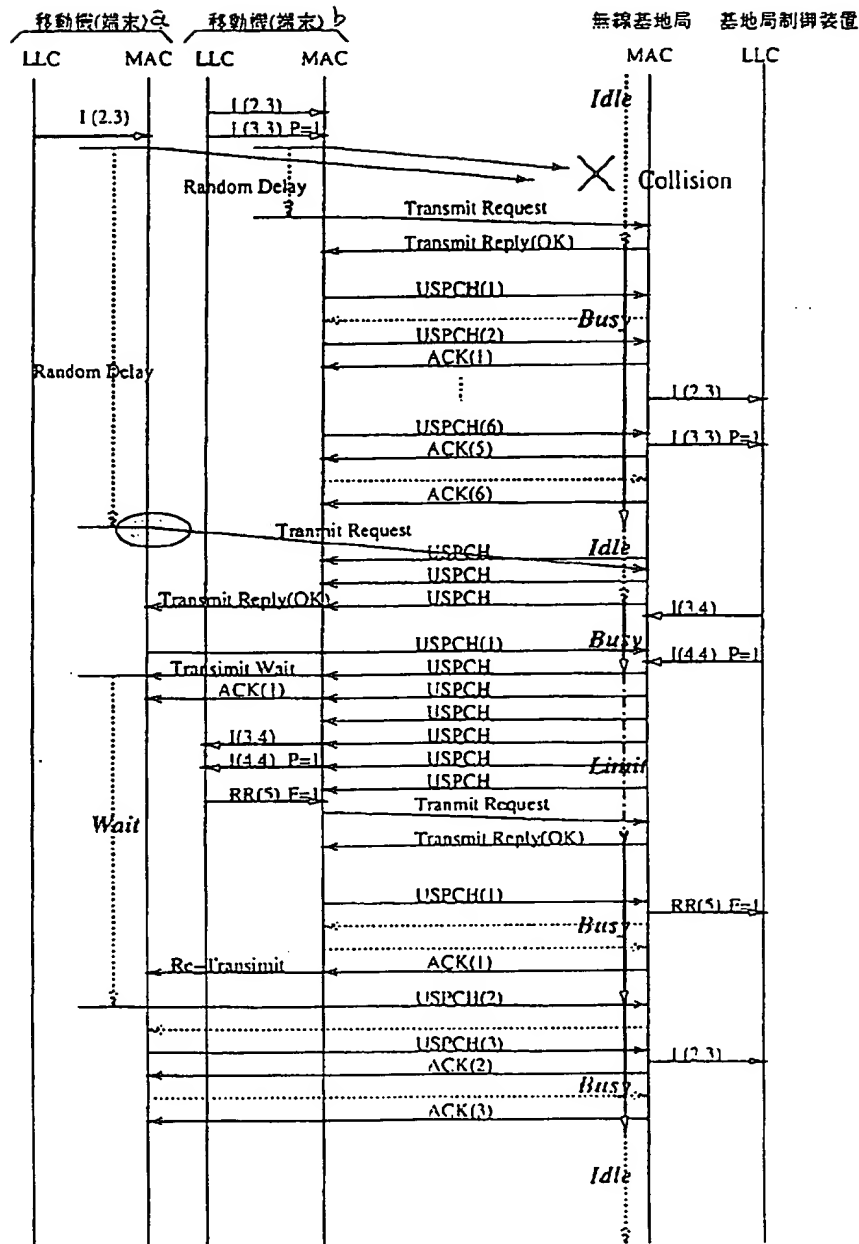 移動機(端末)a 移動機(端末)b 無線基地局 基地局制御装置
LLC MAC LLC MAC MAC LLC
Idle
I (2.3)
I (2.3)
I (3.3) P=1
Collision
Random Delay
Transmit Request
Transmit Reply(OK)
USPCH(1)
Busy
USPCH(2)
ACK(1)
Random Delay
I (2.3)
USPCH(6)
I (3.3) P=1
ACK(5)
ACK(6)
Tranmit Request
Idle
USPCH
USPCH
Transmit Reply(OK) USPCH
I(3.4)
USPCH(1)
Busy
I(4.4) P=1
Transimit Wait USPCH
ACK(1) USPCH
USPCH
I(3.4) USPCH
I(4.4) P=1 USPCH
Limit
USPCH
RR(5) F=1
Tranmit Request
Wait
Transmit Reply(OK)
USPCH(1)
RR(5) F=1
Busy
Re-Transimit ACK(1)
USPCH(2)
USPCH(3)
I (2.3)
ACK(2)
Busy
ACK(3)
Idle